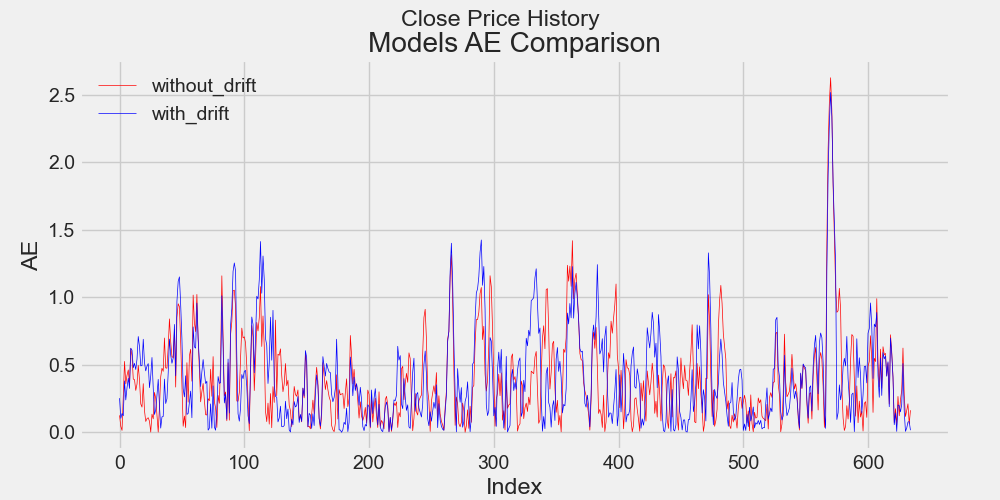 Close Price History
Models AE Comparison
without_drift
with_drift
2.5
2.0
1.5
1.0
0.5
0.0
AE
0 100 200 300 400 500 600
Index